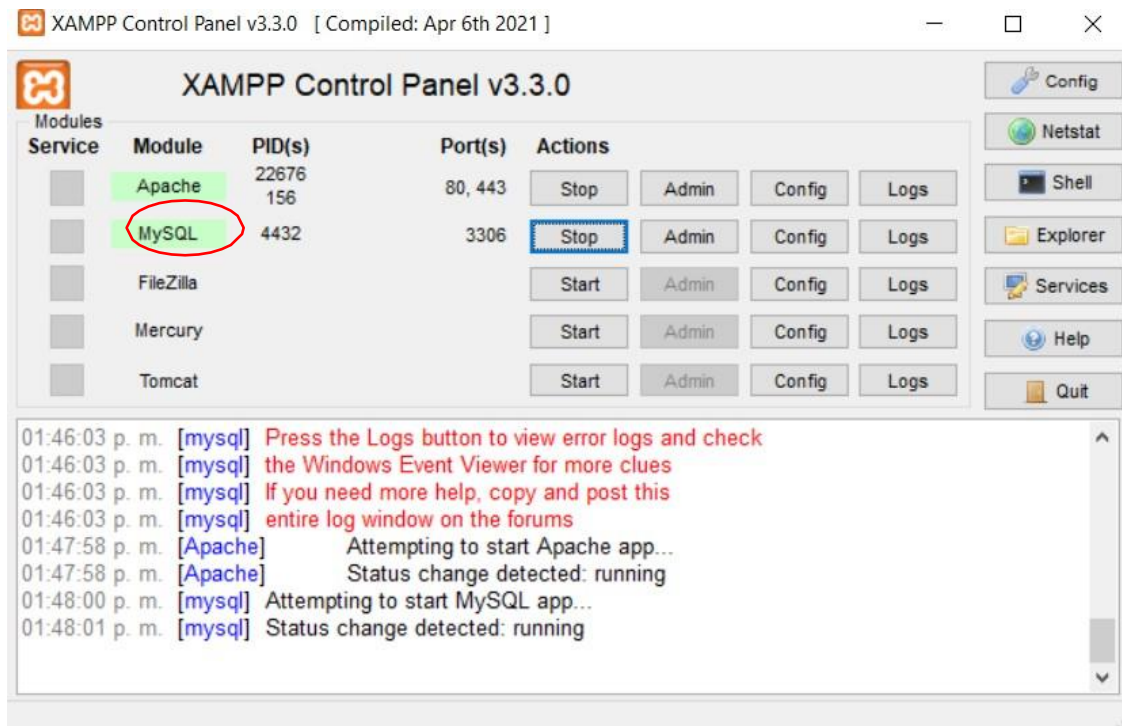 XAMPP Control Panel v3.3.0 [ Compiled: Apr 6th 2021 ]
XAMPP Control Panel v3.3.0
Config
Modules
Service Module PID(s) Port(s) Actions
Netstat
Apache 22676 156 80, 443 Stop Admin Config Logs
Shell
MySQL 4432 3306 Stop Admin Config Logs
Explorer
FileZilla Start Admin Config Logs
Services
Mercury Start Admin Config Logs
Help
Tomcat Start Admin Config Logs
Quit
01:46:03 p. m. [mysql] Press the Logs button to view error logs and check
01:46:03 p. m. [mysql] the Windows Event Viewer for more clues
01:46:03 p. m. [mysql] If you need more help, copy and post this
01:46:03 p. m. [mysql] entire log window on the forums
01:47:58 p. m. [Apache] Attempting to start Apache app...
01:47:58 p. m. [Apache] Status change detected: running
01:48:00 p. m. [mysql] Attempting to start MySQL app...
01:48:01 p. m. [mysql] Status change detected: running